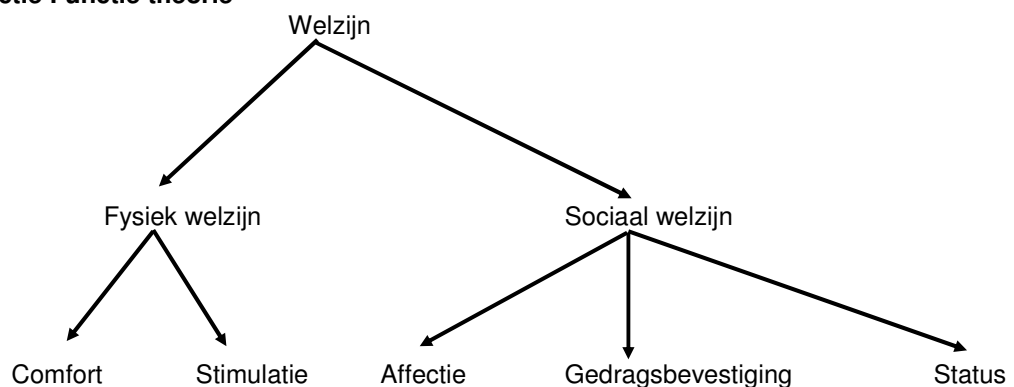 Functie theorie
Welzijn
Fysiek welzijn Sociaal welzijn
Comfort Stimulatie Affectie Gedragsbevestiging Status